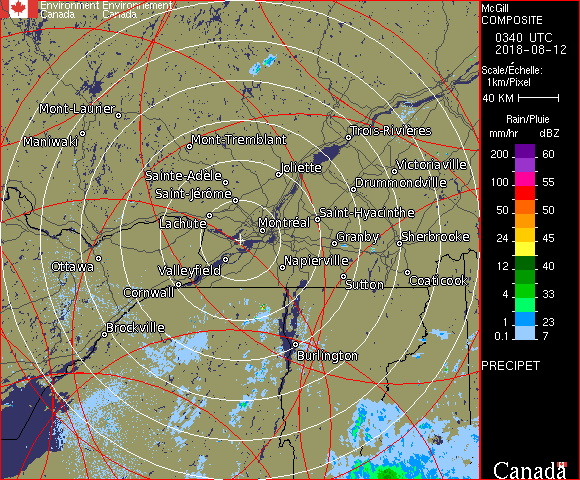 Environment Environnement
Canada Canada
McGill
COMPOSITE
0340 UTC
2018-08-12
Scale/Échelle:
1km/Pixel
40 KM
Rain/Pluie
mm/hr dBZ
200 60
55
100 55
50 50
24 45
12 40
4 33
2 30
1 23
0.1 7
PRECIPET
Canada
Mont-Laurier
Maniwaki
Mont-Tremblant
Trois-Rivières
Sainte-Adèle
Joliette
Victoriaville
Saint-Jérôme
Drummondville
Lachute
Montréal
Saint-Hyacinthe
Granby
Sherbrooke
Ottawa
Valleyfield
Napierville
Cornwall
Sutton
Coaticook
Brockville
Burlington